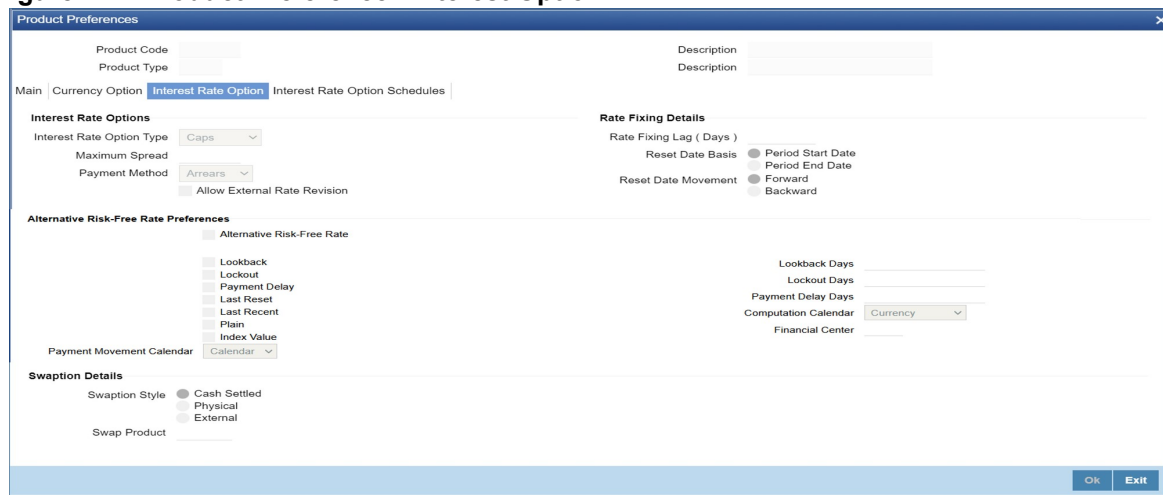 Product Preferences
Product Code
Description
Product Type
Description
Main Currency Option Interest Rate Option Interest Rate Option Schedules
Interest Rate Options
Rate Fixing Details
Interest Rate Option Type Caps
Rate Fixing Lag ( Days )
Maximum Spread
Reset Date Basis Period Start Date
Period End Date
Payment Method Arrears
Reset Date Movement Forward
Allow External Rate Revision
Backward
Alternative Risk-Free Rate Preferences
Alternative Risk-Free Rate
Lookback
Lookback Days
Lockout
Lockout Days
Payment Delay
Payment Delay Days
Last Reset
Last Recent
Computation Calendar Currency
Plain
Financial Center
Index Value
Payment Movement Calendar Calendar
Swaption Details
Swaption Style Cash Settled
Physical
External
Swap Product
Ok Exit